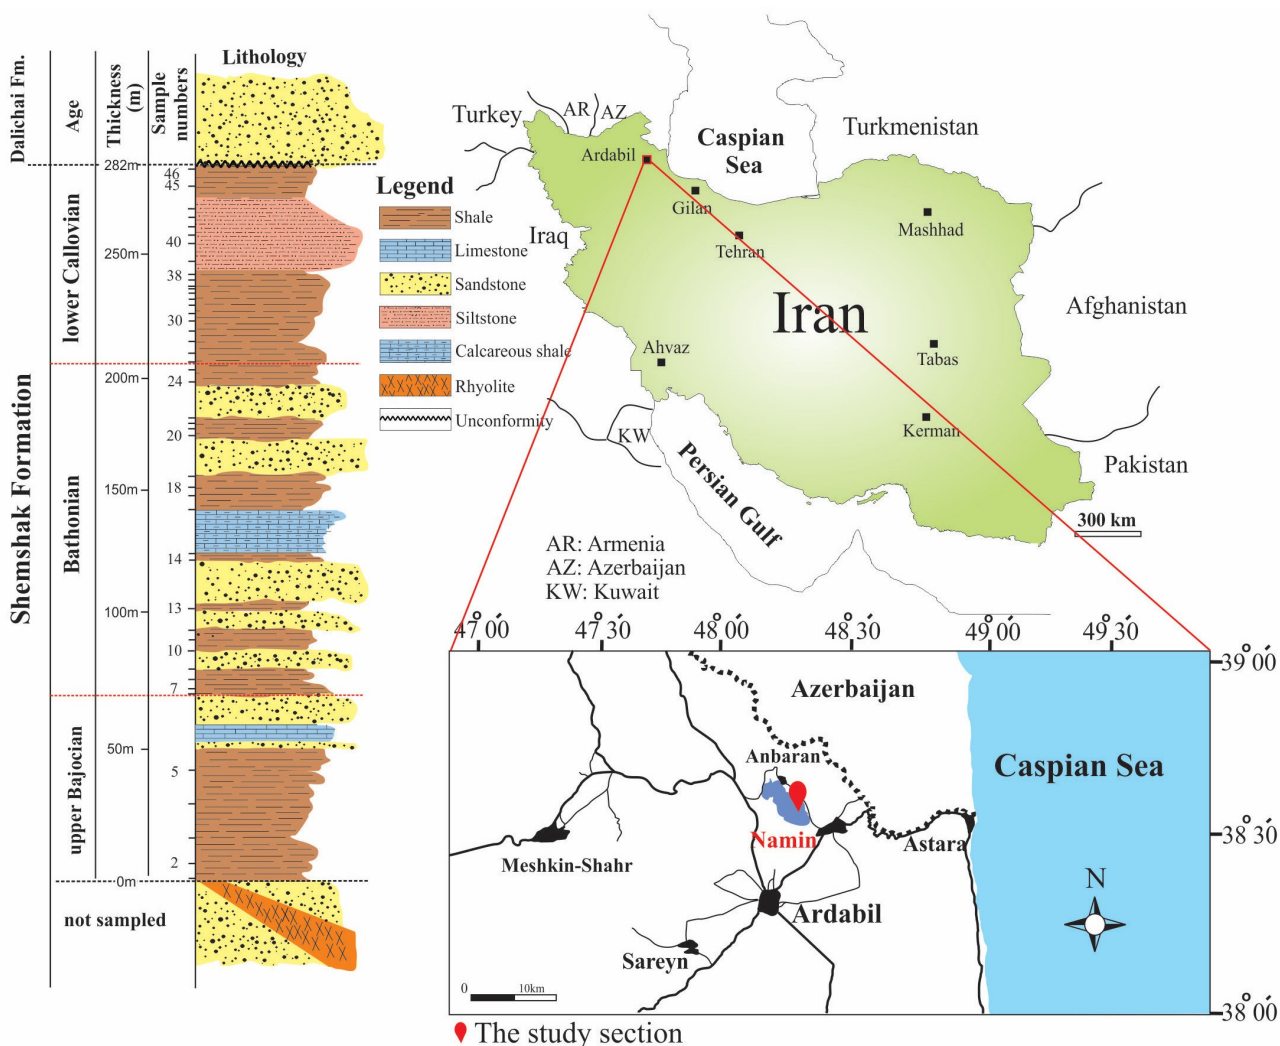 Dalichai Fm.
Age
Thickness
(m)
Sample
numbers
Lithology
Shemshak Formation
lower Callovian
Bathonian
upper Bajocian
not sampled
282m
250m
200m
150m
100m
50m
0m
46
45
40
38
30
24
20
18
14
13
10
7
5
2
Legend
Shale
Limestone
Sandstone
Siltstone
Calcareous shale
Rhyolite
Unconformity
Turkey
AR
AZ
Caspian
Sea
Turkmenistan
Ardabil
Gilan
Mashhad
Iraq
Tehran
Iran
Afghanistan
Ahvaz
Tabas
KW
Kerman
Persian Gulf
Pakistan
300 km
AR: Armenia
AZ: Azerbaijan
KW: Kuwait
47°00′
47°30′
48°00′
48°30′
49°00′
49°30′
39°00′
38°30′
38°00′
Azerbaijan
Anbaran
Caspian Sea
Namin
Astara
Meshkin-Shahr
Ardabil
N
Sareyn
0
10km
The study section